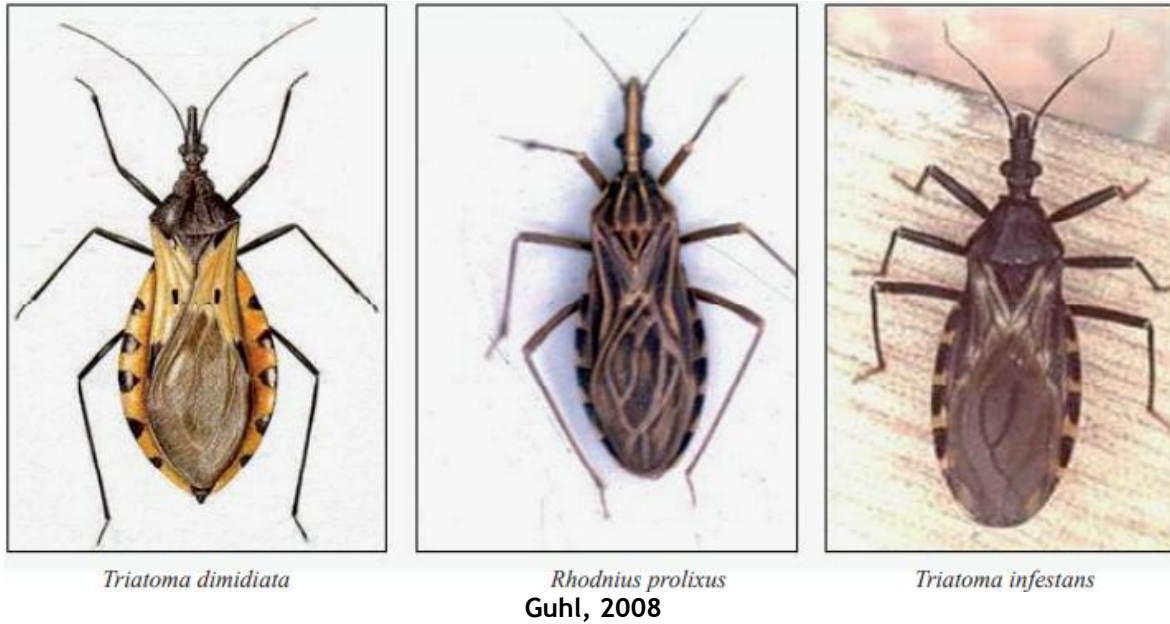 Triatoma dimidiata Rhodnius prolixus Triatoma infestans
Guhl, 2008